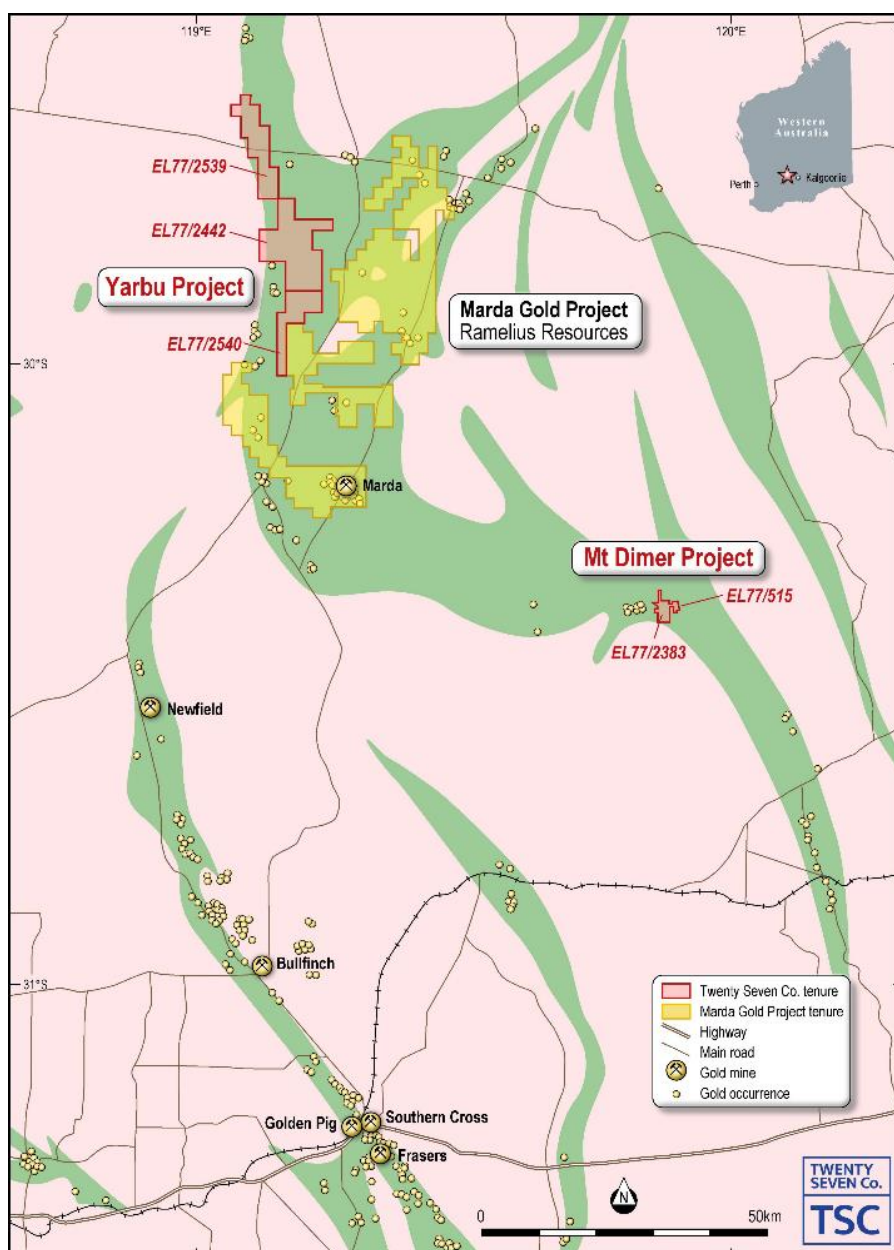 119°E
120°E
Western
Australia
Perth
Kalgoorlie
EL77/2539
EL77/2442
Yarbu Project
Marda Gold Project
Ramelius Resources
EL77/2540
30°S
Marda
Mt Dimer Project
EL77/515
EL77/2383
Newfield
Bullfinch
31°S
Twenty Seven Co. tenure
Marda Gold Project tenure
Highway
Main road
Gold mine
Gold occurrence
Golden Pig
Southern Cross
Frasers
N
0
50km
TWENTY
SEVEN Co.
TSC